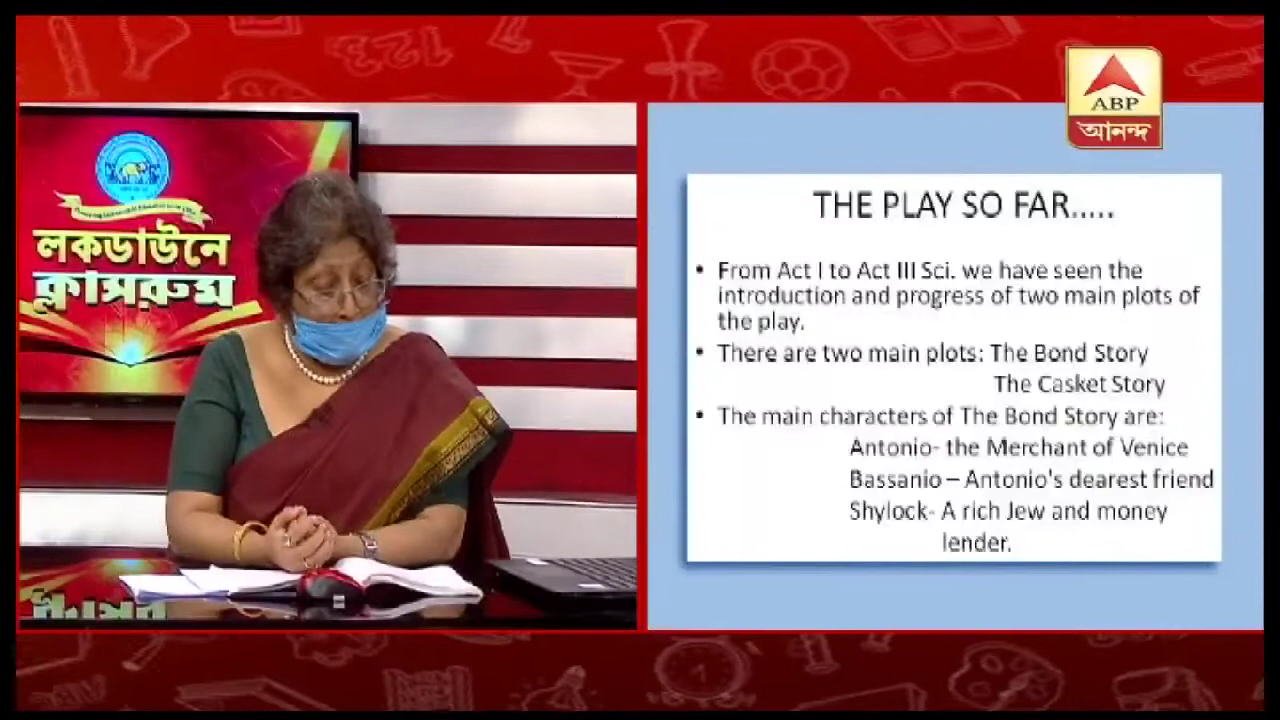 ABP
আনন্দ
লকডাউনে
ক্লাসরুম
THE PLAY SO FAR.....
• From Act I to Act III Sci. we have seen the
introduction and progress of two main plots of
the play.
• There are two main plots: The Bond Story
The Casket Story
• The main characters of The Bond Story are:
Antonio- the Merchant of Venice
Bassanio – Antonio's dearest friend
Shylock- A rich Jew and money
lender.